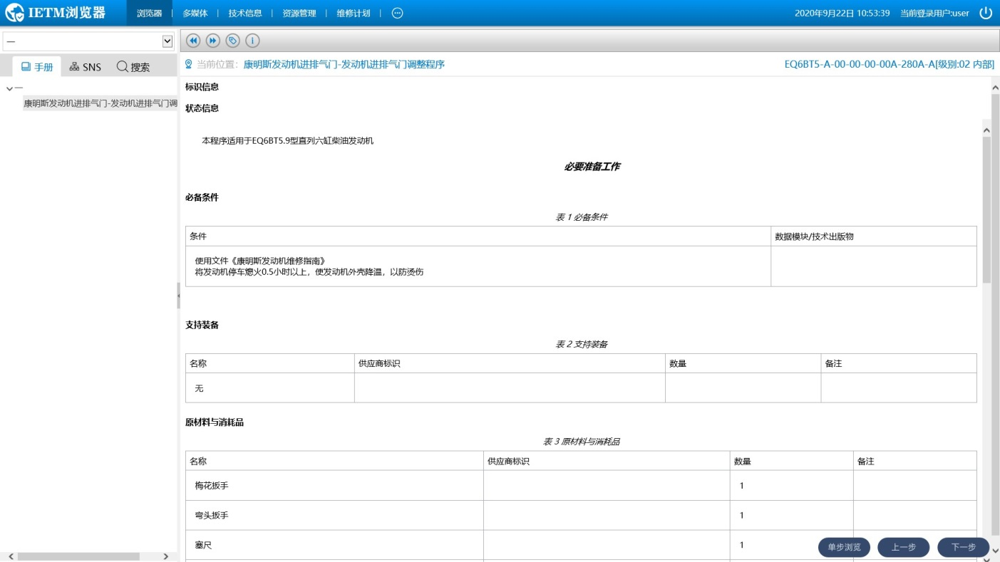 IETM浏览器
浏览器 | 多媒体 | 技术信息 | 资源管理 | 维修计划 |
2020年9月22日 10:53:39 当前登录用户:user
—
手册 SNS 搜索
当前位置： 康明斯发动机进排气门-发动机进排气门调整程序
EQ6BT5-A-00-00-00-00A-280A-A[级别:02 内部]
—
康明斯发动机进排气门-发动机进排气门调
标识信息
状态信息
本程序适用于EQ6BT5.9型直列六缸柴油发动机
必要准备工作
必备条件
表 1 必备条件
条件 数据模块/技术出版物
使用文件《康明斯发动机维修指南》
将发动机停车熄火0.5小时以上，使发动机外壳降温，以防烫伤
支持装备
表 2 支持装备
名称 供应商标识 数量 备注
无
原材料与消耗品
表 3 原材料与消耗品
名称 供应商标识 数量 备注
梅花扳手 1
弯头扳手 1
塞尺 1
单步浏览 上一步 下一步